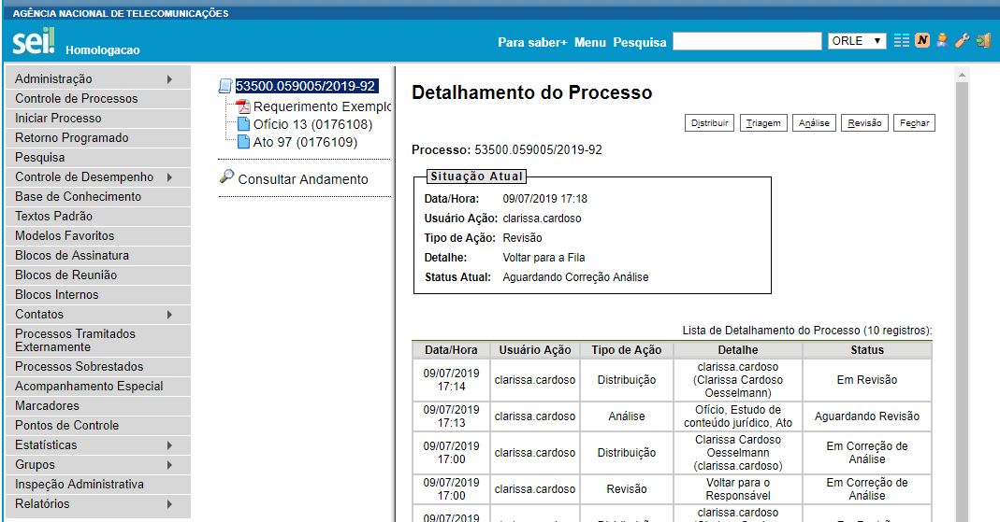 AGÊNCIA NACIONAL DE TELECOMUNICAÇÕES
sei!
Homologacao
Para saber+ Menu Pesquisa ORLE
N
Administração
Controle de Processos
Iniciar Processo
Retorno Programado
Pesquisa
Controle de Desempenho
Base de Conhecimento
Textos Padrão
Modelos Favoritos
Blocos de Assinatura
Blocos de Reunião
Blocos Internos
Contatos
Processos Tramitados
Externamente
Processos Sobrestados
Acompanhamento Especial
Marcadores
Pontos de Controle
Estatísticas
Grupos
Inspeção Administrativa
Relatórios
53500.059005/2019-92
Requerimento Exemplo
Ofício 13 (0176108)
Ato 97 (0176109)
Consultar Andamento
Detalhamento do Processo
Distribuir Triagem Análise Revisão Fechar
Processo: 53500.059005/2019-92
Situação Atual
Data/Hora: 09/07/2019 17:18
Usuário Ação: clarissa.cardoso
Tipo de Ação: Revisão
Detalhe: Voltar para a Fila
Status Atual: Aguardando Correção Análise
Lista de Detalhamento do Processo (10 registros):
Data/Hora Usuário Ação Tipo de Ação Detalhe Status
09/07/2019
17:14
clarissa.cardoso
Distribuição
clarissa.cardoso
(Clarissa Cardoso
Oesselmann)
Em Revisão
09/07/2019
17:13
clarissa.cardoso
Análise
Ofício, Estudo de
conteúdo jurídico, Ato
Aguardando Revisão
09/07/2019
17:00
clarissa.cardoso
Distribuição
Clarissa Cardoso
Oesselmann
(clarissa.cardoso)
Em Correção de
Análise
09/07/2019
17:00
clarissa.cardoso
Revisão
Voltar para o
Responsável
Em Correção de
Análise
09/07/2019
clarissa.cardoso